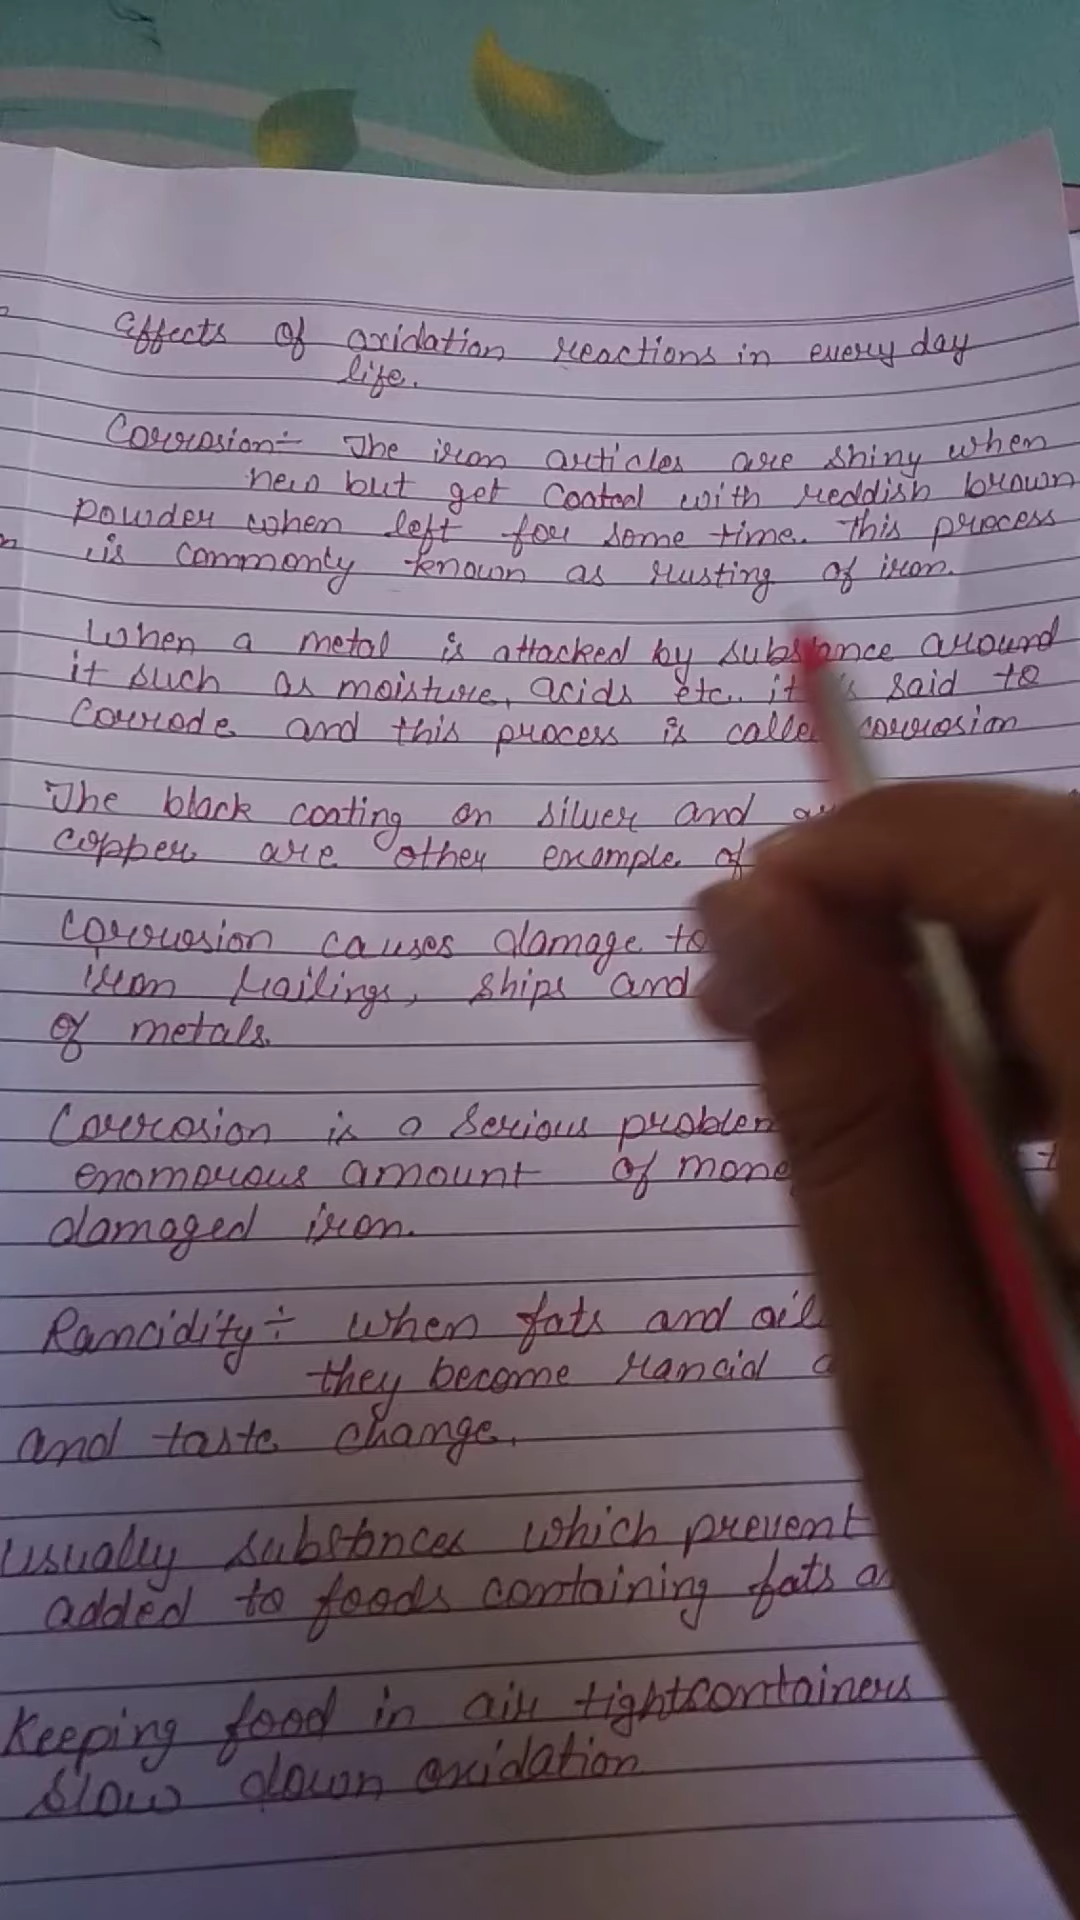 Effects of oxidation reactions in every day
life.
Corrosion:- The iron articles are shiny when
new but get coated with reddish brown
powder when left for some time. This process
is commonly known as rusting of iron.
When a metal is attacked by substance around
it such as moisture, acids etc. it is said to
corrode and this process is called corrosion
The black coating on silver and
copper are other example of
Corrosion causes damage to
iron railings, ships and
of metals.
Corrosion is a serious problem
enomorous amount of
damaged iron.
Rancidity:- when fats and
they become rancid
and taste change.
Usually substances which prevent
added to foods containing fats
Keeping food in air tightcontainers
slow down oxidation